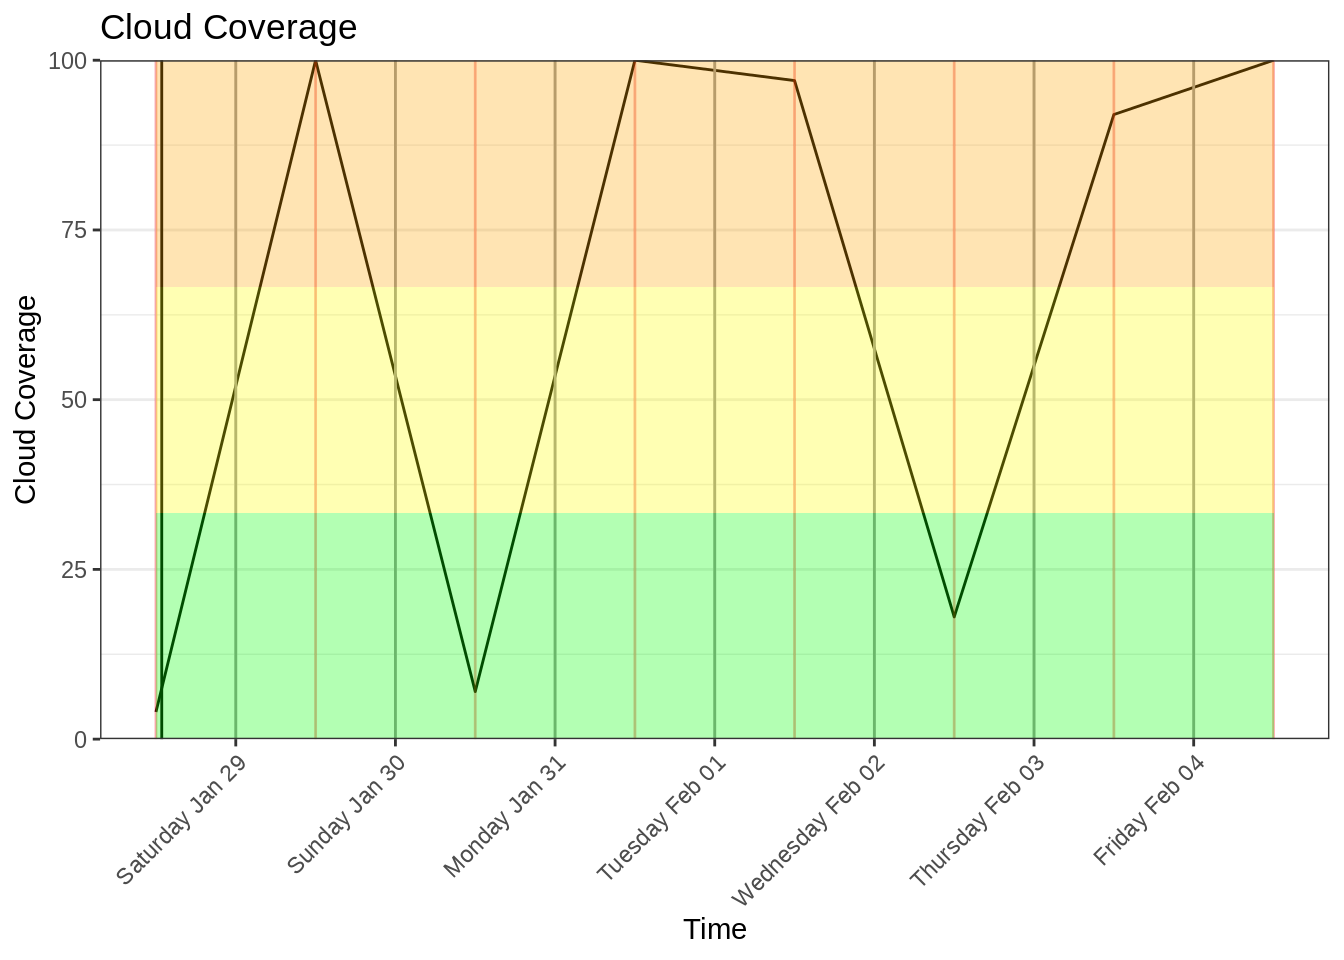 Cloud Coverage
100
75
50
25
0
Cloud Coverage
Saturday Jan 29
Sunday Jan 30
Monday Jan 31
Tuesday Feb 01
Wednesday Feb 02
Thursday Feb 03
Friday Feb 04
Time